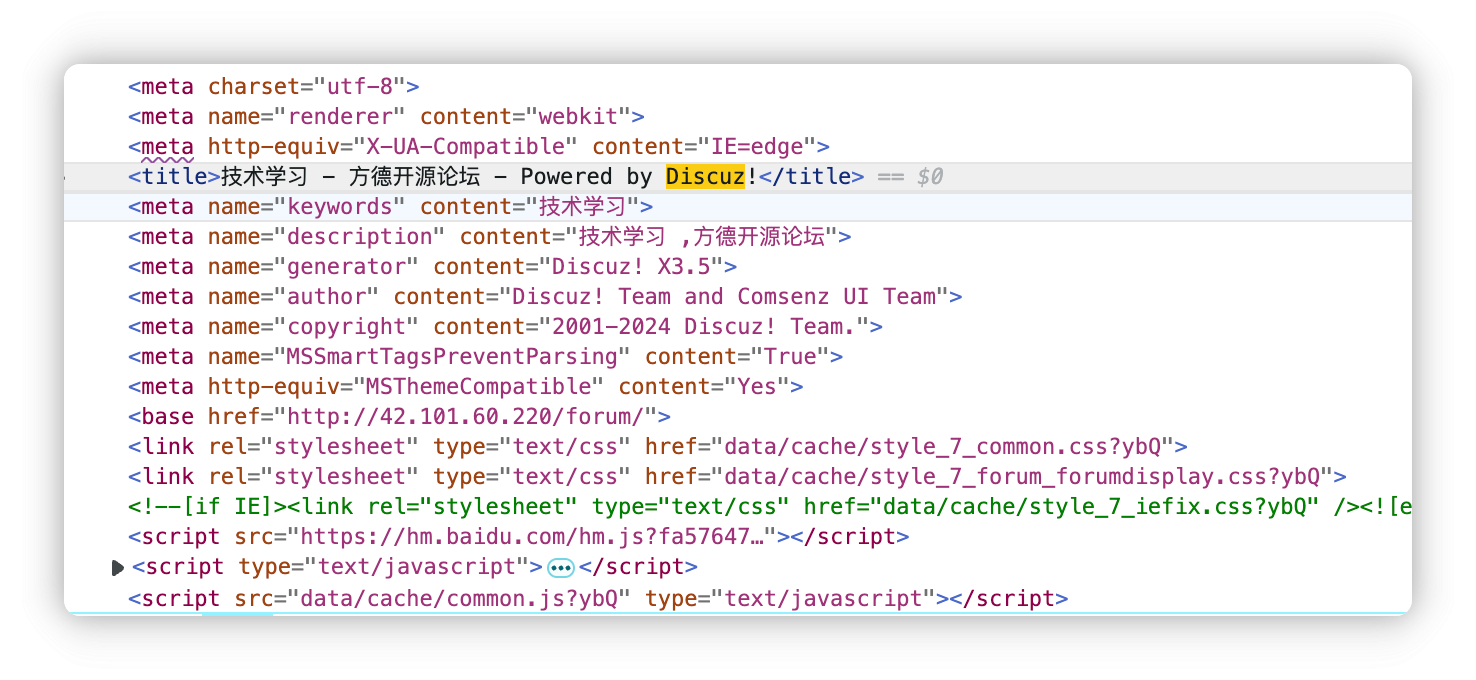 <meta charset="utf-8">
<meta name="renderer" content="webkit">
<meta http-equiv="X-UA-Compatible" content="IE=edge">
<title>技术学习 - 方德开源论坛 - Powered by Discuz!</title> == $0
<meta name="keywords" content="技术学习">
<meta name="description" content="技术学习 ,方德开源论坛">
<meta name="generator" content="Discuz! X3.5">
<meta name="author" content="Discuz! Team and Comsenz UI Team">
<meta name="copyright" content="2001-2024 Discuz! Team.">
<meta name="MSSmartTagsPreventParsing" content="True">
<meta http-equiv="MSThemeCompatible" content="Yes">
<base href="http://42.101.60.220/forum/">
<link rel="stylesheet" type="text/css" href="data/cache/style_7_common.css?ybQ">
<link rel="stylesheet" type="text/css" href="data/cache/style_7_forum_forumdisplay.css?ybQ">
<!--[if IE]><link rel="stylesheet" type="text/css" href="data/cache/style_7_iefix.css?ybQ" /><![e
<script src="https://hm.baidu.com/hm.js?fa57647…"></script>
<script type="text/javascript">…</script>
<script src="data/cache/common.js?ybQ" type="text/javascript"></script>